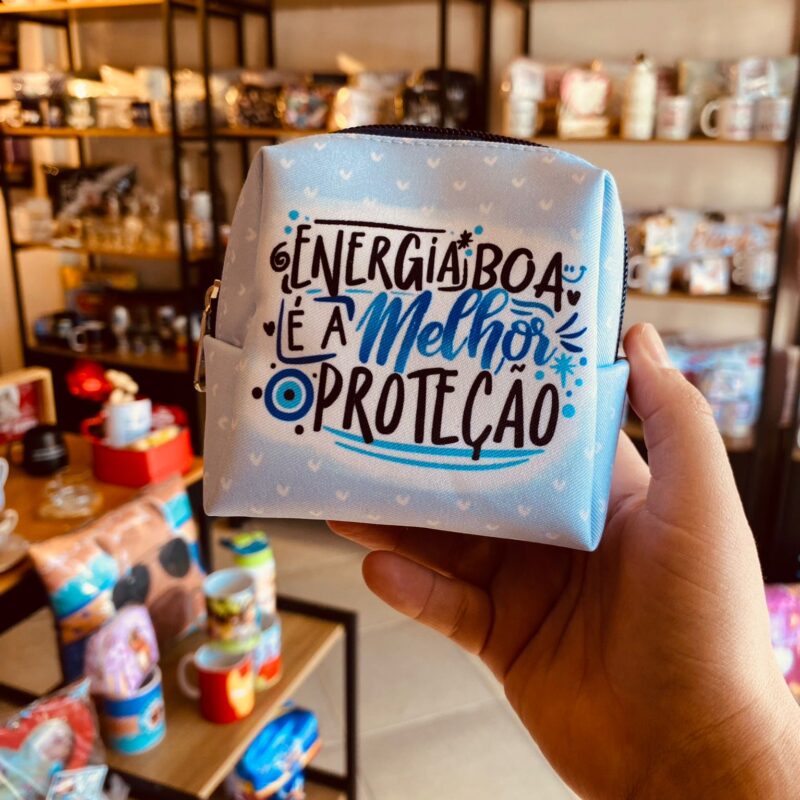 ENERGIA BOA
É A Melhor
PROTEÇÃO